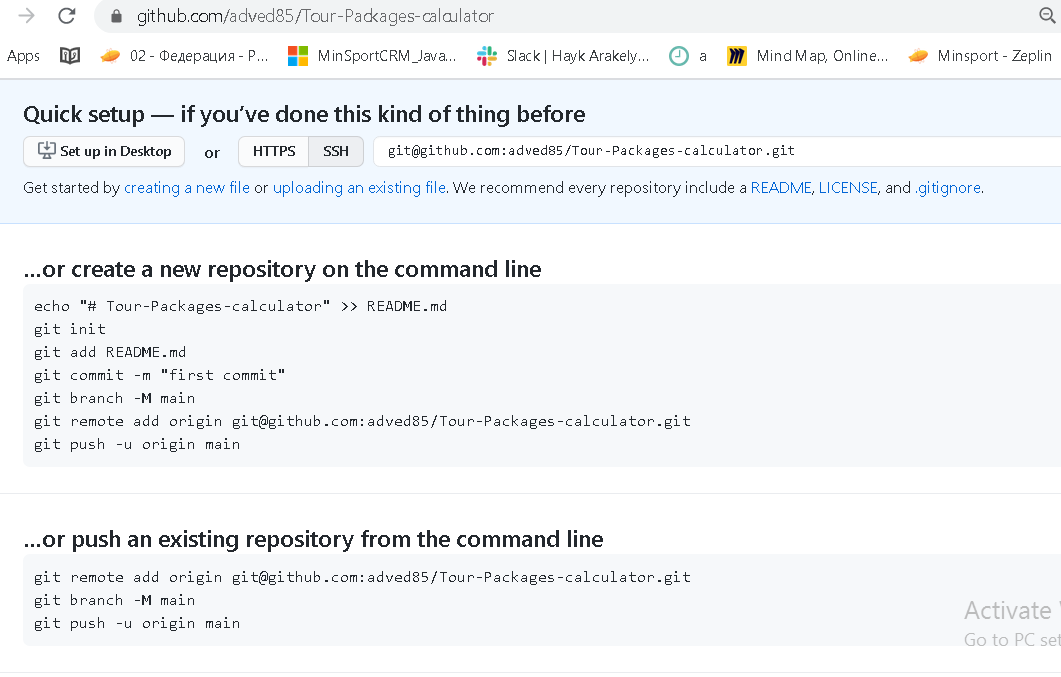 github.com/adved85/Tour-Packages-calculator
Apps 02 - Федерация - P... MinSportCRM_Java... Slack | Hayk Arakely... a Mind Map, Online... Minsport - Zeplin
Quick setup — if you’ve done this kind of thing before
Set up in Desktop or HTTPS SSH git@github.com:adved85/Tour-Packages-calculator.git
Get started by creating a new file or uploading an existing file. We recommend every repository include a README, LICENSE, and .gitignore.
...or create a new repository on the command line
echo "# Tour-Packages-calculator" >> README.md
git init
git add README.md
git commit -m "first commit"
git branch -M main
git remote add origin git@github.com:adved85/Tour-Packages-calculator.git
git push -u origin main
...or push an existing repository from the command line
git remote add origin git@github.com:adved85/Tour-Packages-calculator.git
git branch -M main
git push -u origin main
Activate
Go to PC set